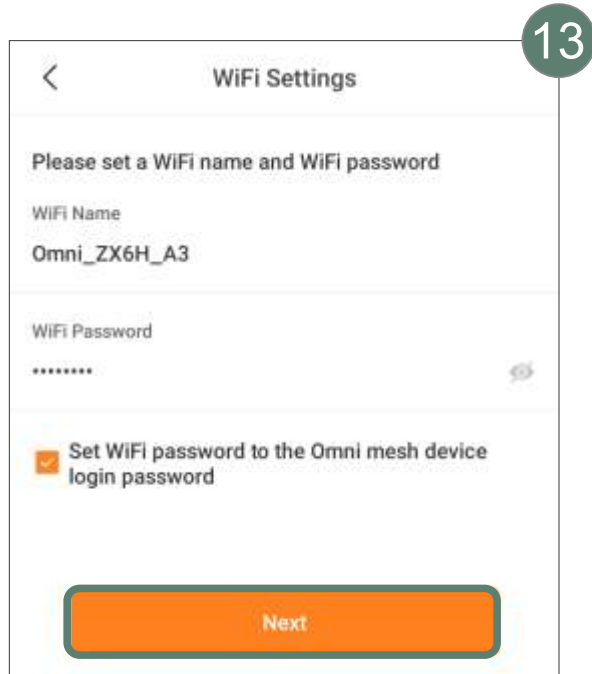 13
WiFi Settings
Please set a WiFi name and WiFi password
WiFi Name
Omni_ZX6H_A3
WiFi Password
••••••••
Set WiFi password to the Omni mesh device
login password
Next